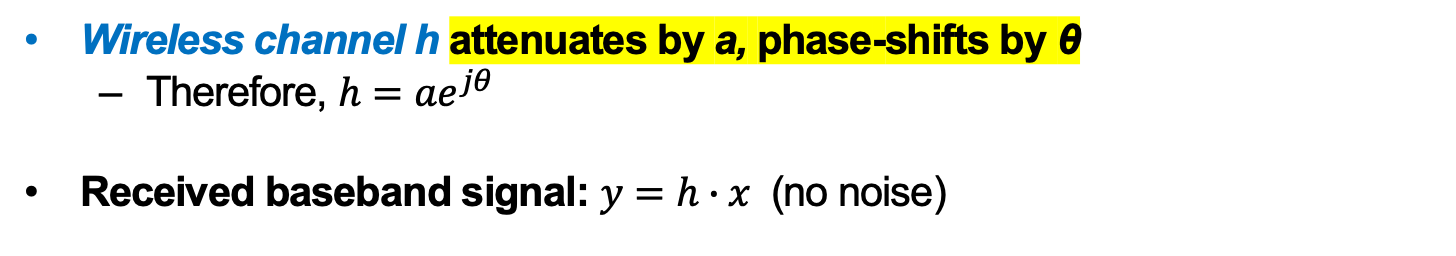 • Wireless channel h attenuates by a, phase-shifts by θ
– Therefore, h = ae^{jθ}
• Received baseband signal: y = h · x (no noise)